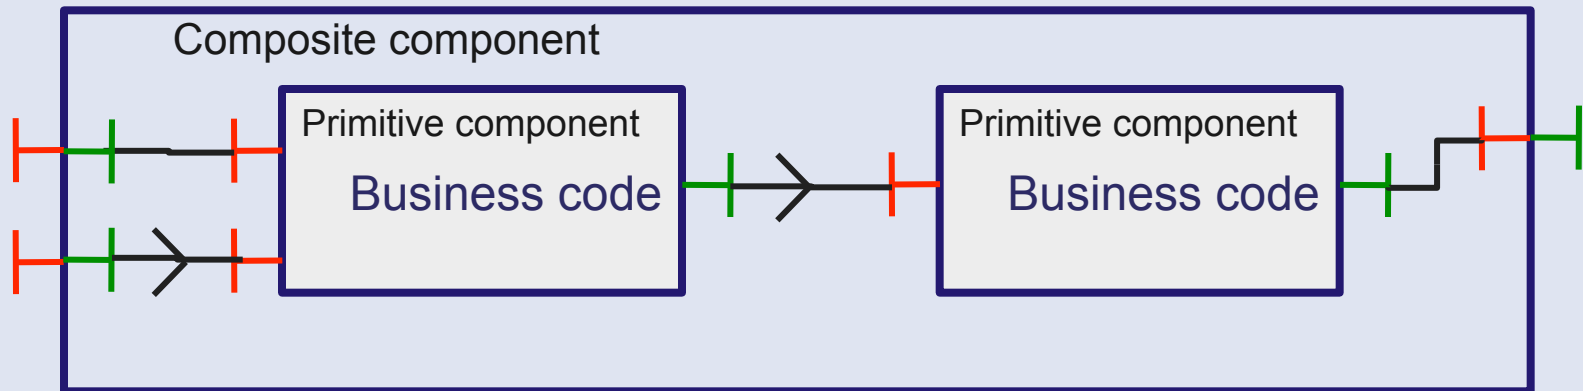 Composite component
Primitive component
Business code
Primitive component
Business code